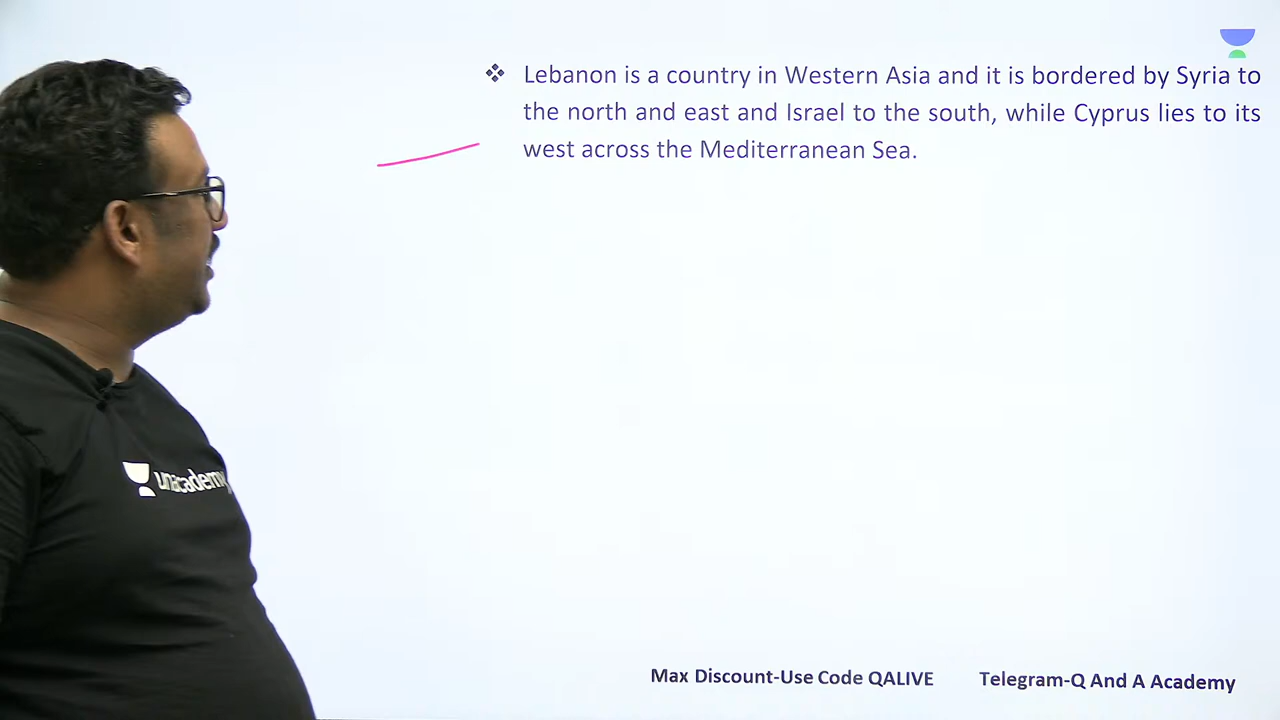 ❖ Lebanon is a country in Western Asia and it is bordered by Syria to
the north and east and Israel to the south, while Cyprus lies to its
west across the Mediterranean Sea.
unacademy
Max Discount-Use Code QALIVE Telegram-Q And A Academy